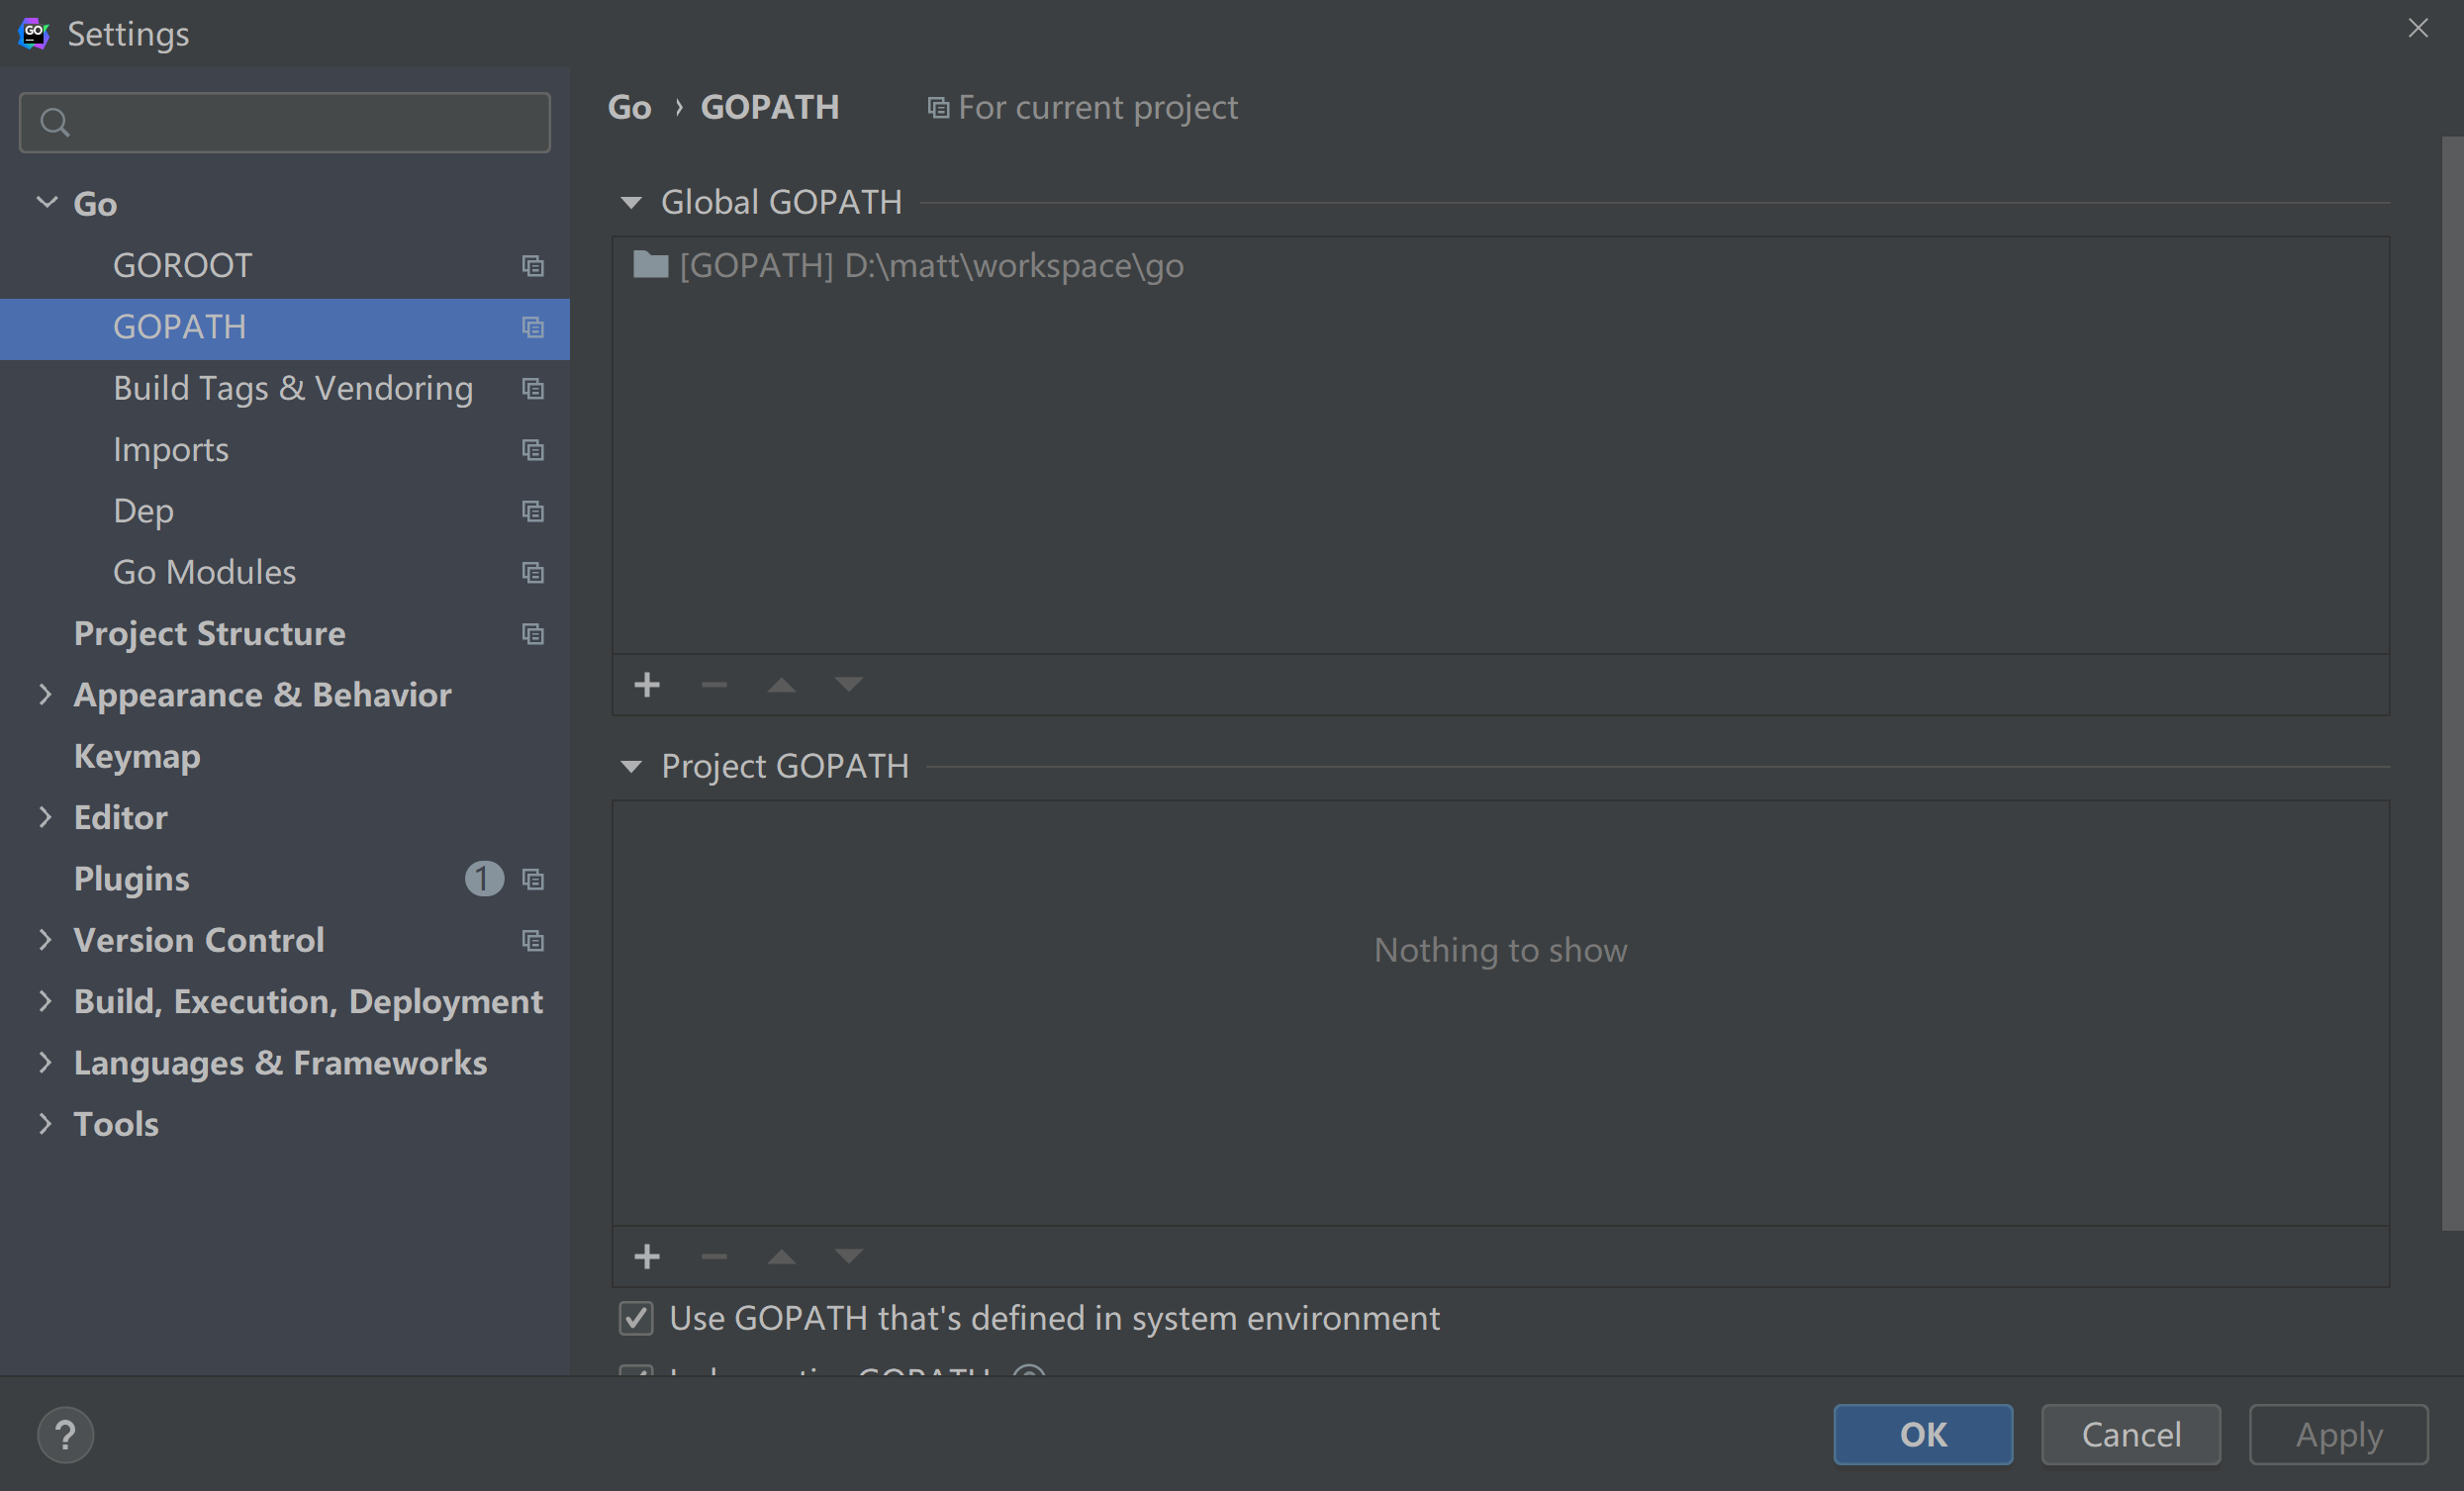 GO
Settings
Go
GOROOT
GOPATH
Build Tags & Vendoring
Imports
Dep
Go Modules
Project Structure
Appearance & Behavior
Keymap
Editor
Plugins 1
Version Control
Build, Execution, Deployment
Languages & Frameworks
Tools
Go › GOPATH For current project
Global GOPATH
[GOPATH] D:\matt\workspace\go
Project GOPATH
Nothing to show
Use GOPATH that's defined in system environment
GOPATH
?
OK Cancel Apply